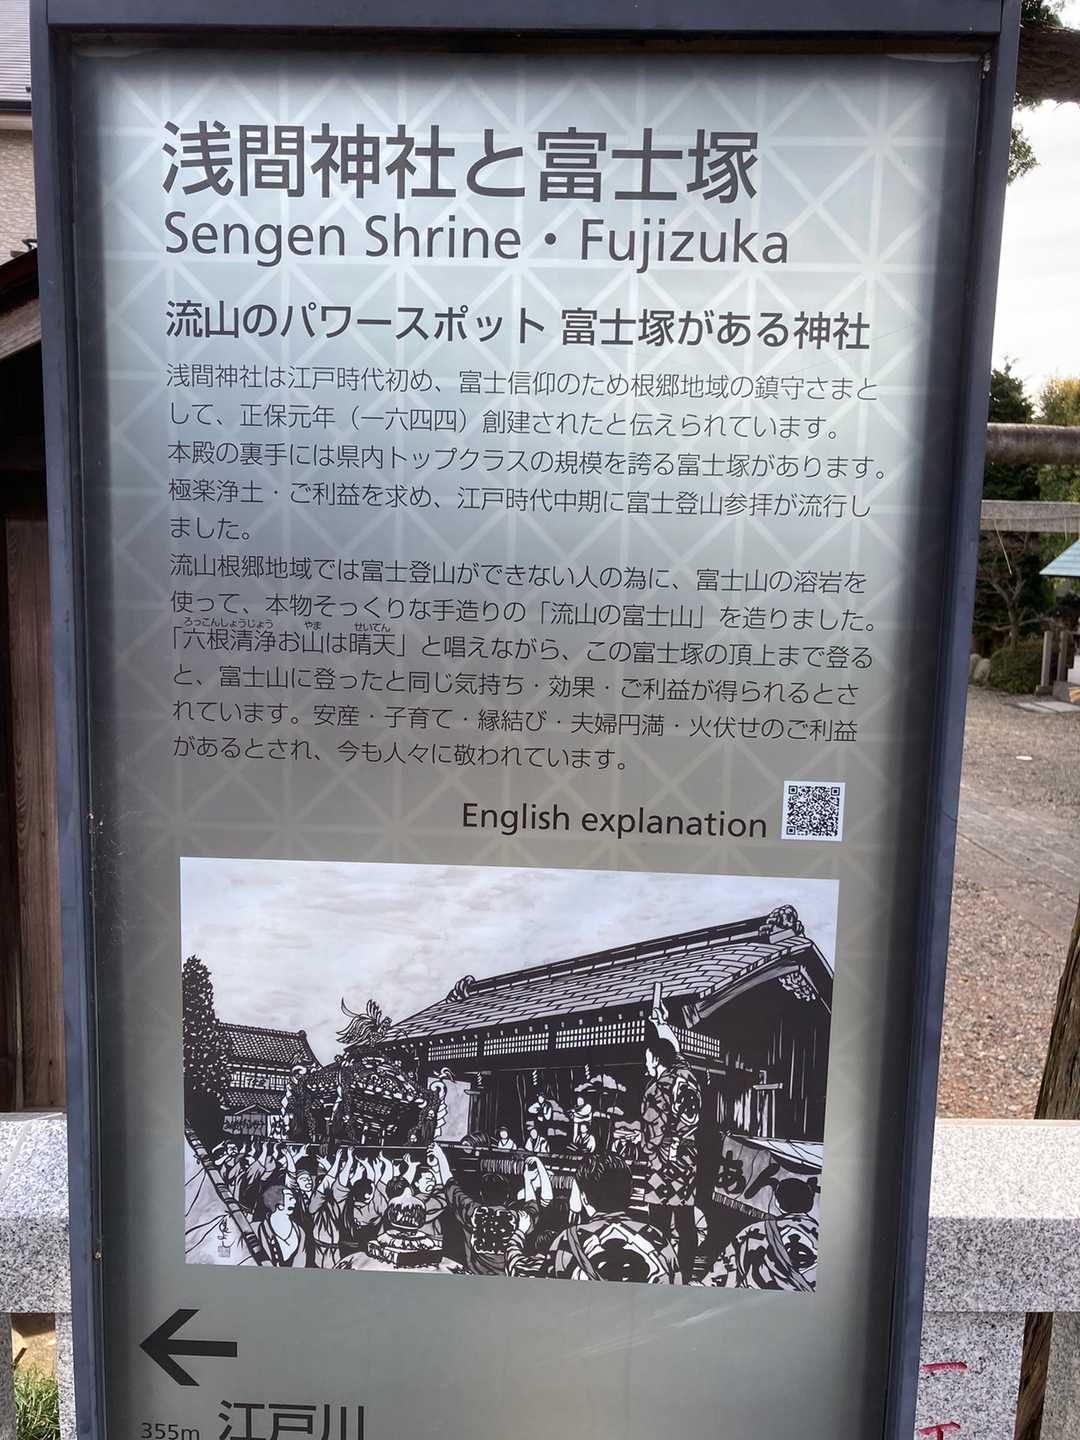 浅間神社と富士塚
Sengen Shrine・Fujizuka
流山のパワースポット 富士塚がある神社
浅間神社は江戸時代初め、富士信仰のため根郷地域の鎮守さまと
して、正保元年（一六四四）創建されたと伝えられています。
本殿の裏手には県内トップクラスの規模を誇る富士塚があります。
極楽浄土・ご利益を求め、江戸時代中期に富士登山参拝が流行し
ました。
流山根郷地域では富士登山ができない人の為に、富士山の溶岩を
使って、本物そっくりな手造りの「流山の富士山」を造りました。
ろっこんしょうじょう やま せいてん
「六根清浄お山は晴天」と唱えながら、この富士塚の頂上まで登る
と、富士山に登ったと同じ気持ち・効果・ご利益が得られるとさ
れています。安産・子育て・縁結び・夫婦円満・火伏せのご利益
があるとされ、今も人々に敬われています。
English explanation
あん
355m 江戸川